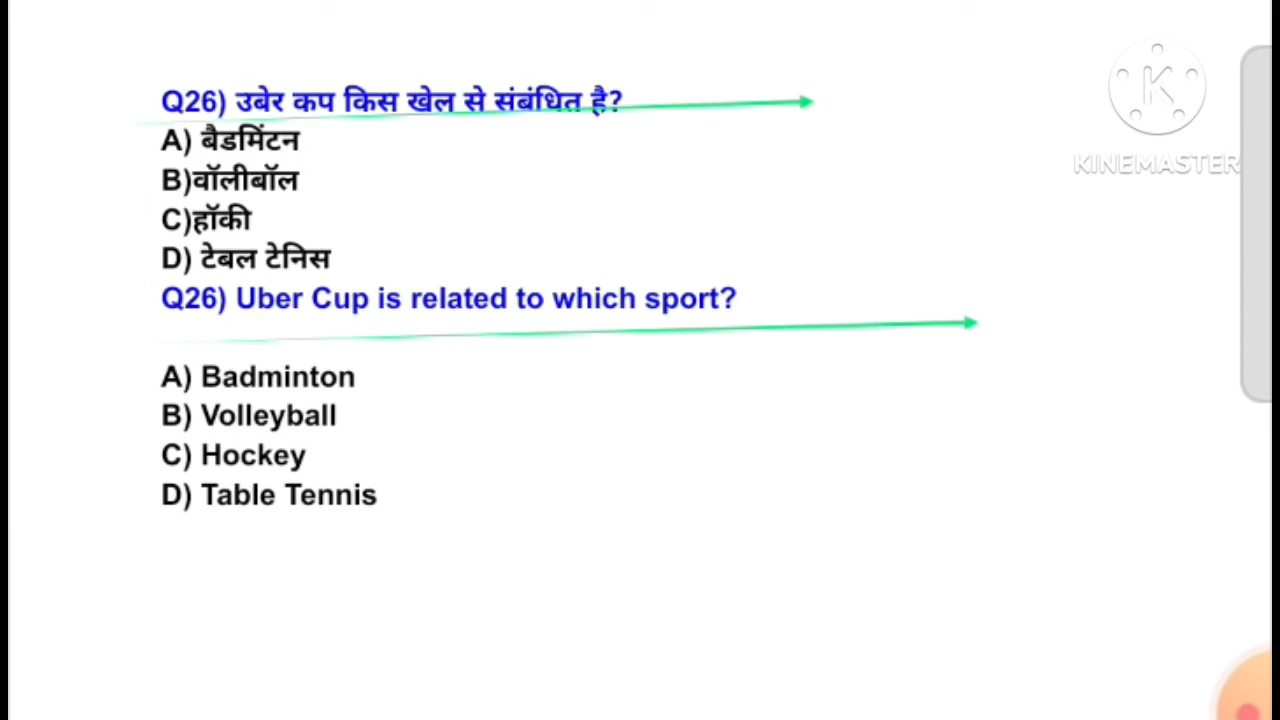 Q26) उबेर कप किस खेल से संबंधित है?
A) बैडमिंटन
B)वॉलीबॉल
C)हॉकी
D) टेबल टेनिस
Q26) Uber Cup is related to which sport?
A) Badminton
B) Volleyball
C) Hockey
D) Table Tennis
K
KINEMASTER